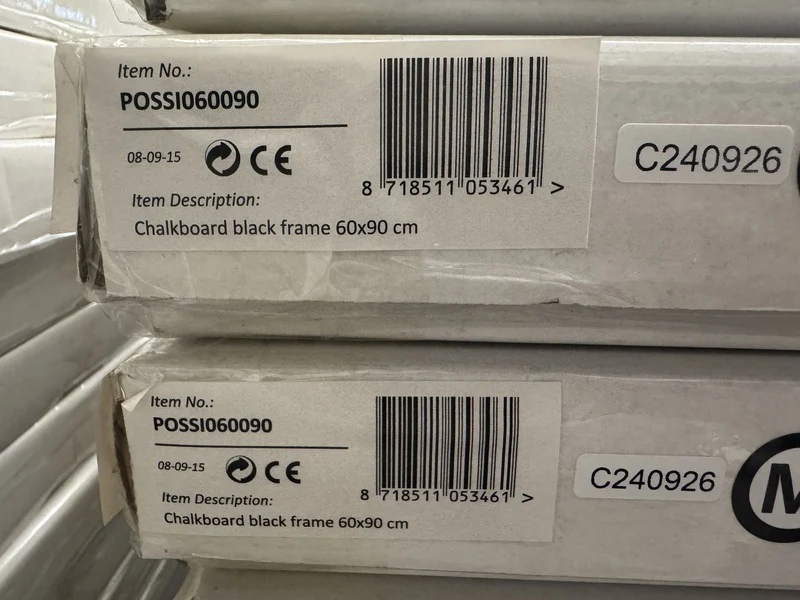 Item No.:
POSSI060090
08-09-15 CE
Item Description:
Chalkboard black frame 60x90 cm
8 718511 053461 >
C240926
Item No.:
POSSI060090
08-09-15 CE
Item Description:
Chalkboard black frame 60x90 cm
8 718511 053461 >
C240926
M